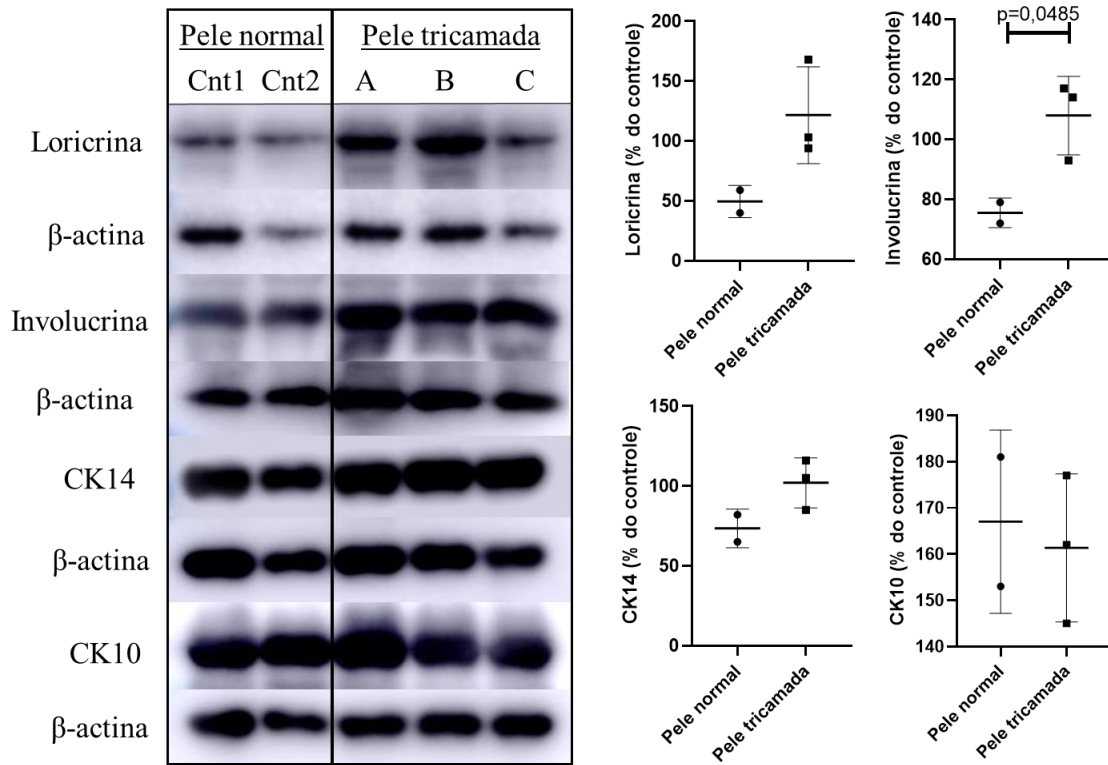 Pele normal Pele tricamada
Cnt1 Cnt2 A B C
Loricrina
β-actina
Involucrina
β-actina
CK14
β-actina
CK10
β-actina
Loricrina (% do controle)
200
150
100
50
0
Pele normal
Pele tricamada
p=0,0485
Involucrina (% do controle)
140
120
100
80
60
Pele normal
Pele tricamada
CK14 (% do controle)
150
100
50
0
Pele normal
Pele tricamada
CK10 (% do controle)
190
180
170
160
150
140
Pele normal
Pele tricamada